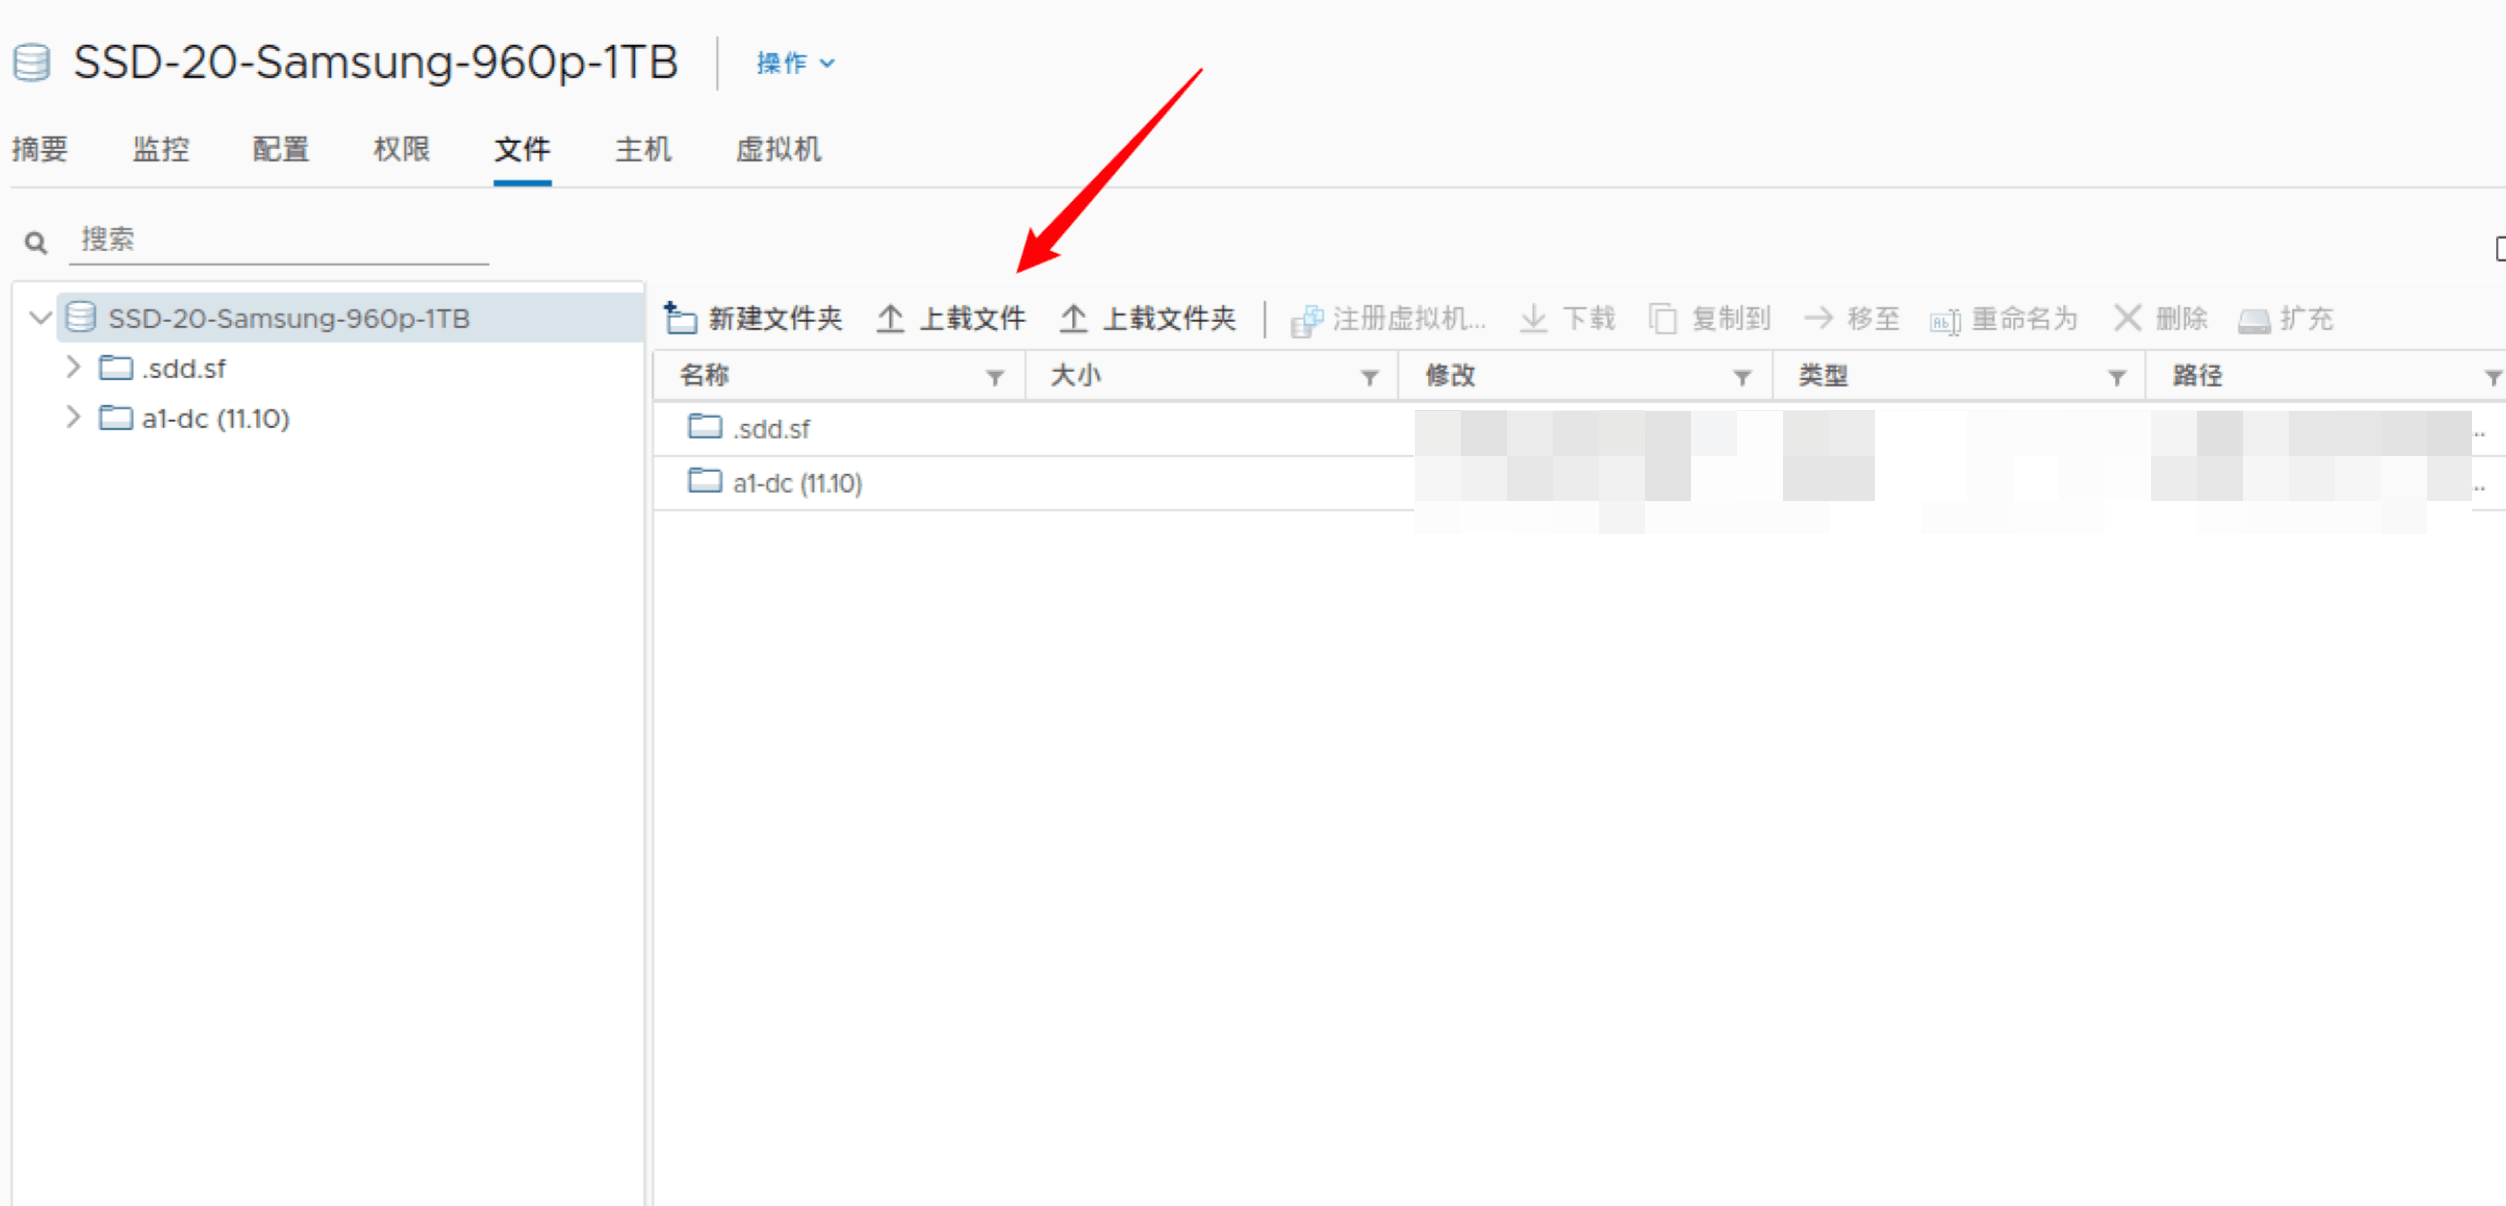 SSD-20-Samsung-960p-1TB 操作
摘要 监控 配置 权限 文件 主机 虚拟机
搜索
SSD-20-Samsung-960p-1TB
.sdd.sf
a1-dc (11.10)
新建文件夹 上载文件 上载文件夹 注册虚拟机... 下载 复制到 移至 重命名为 删除 扩充
名称 大小 修改 类型 路径
.sdd.sf
a1-dc (11.10)